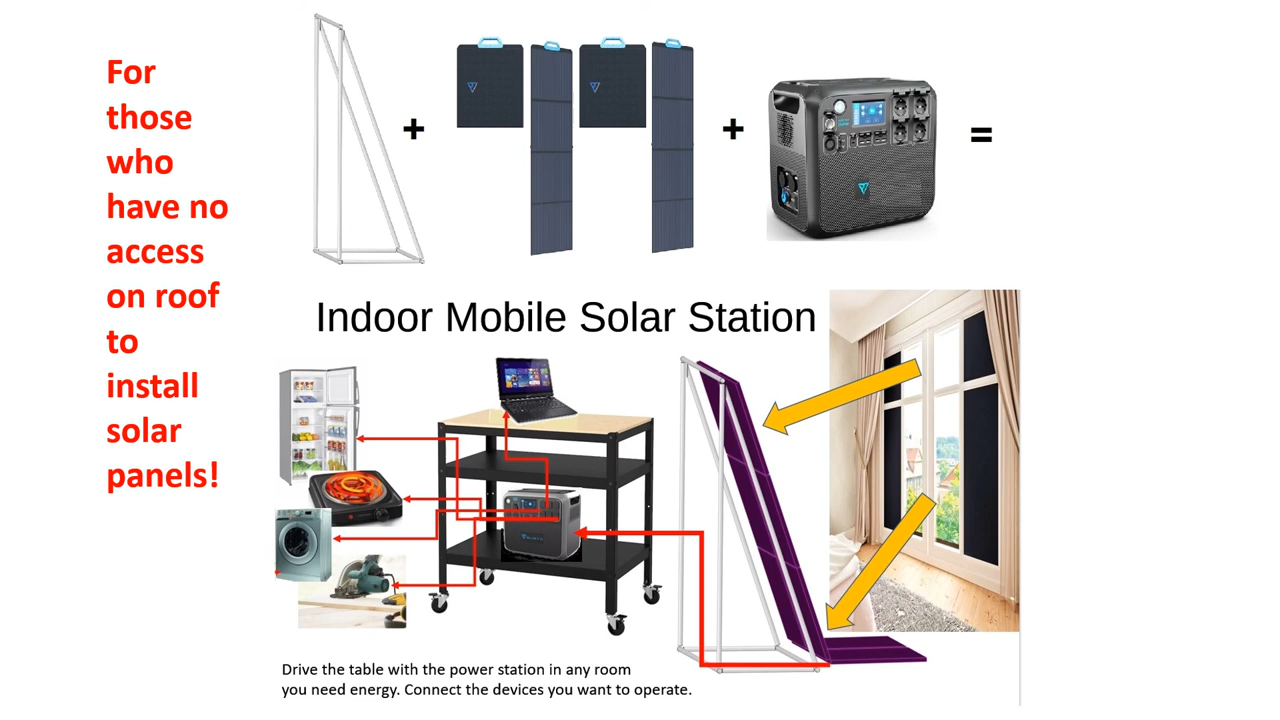 For
those
who
have no
access
on roof
to
install
solar
panels!
+
+
=
Indoor Mobile Solar Station
Drive the table with the power station in any room
you need energy. Connect the devices you want to operate.